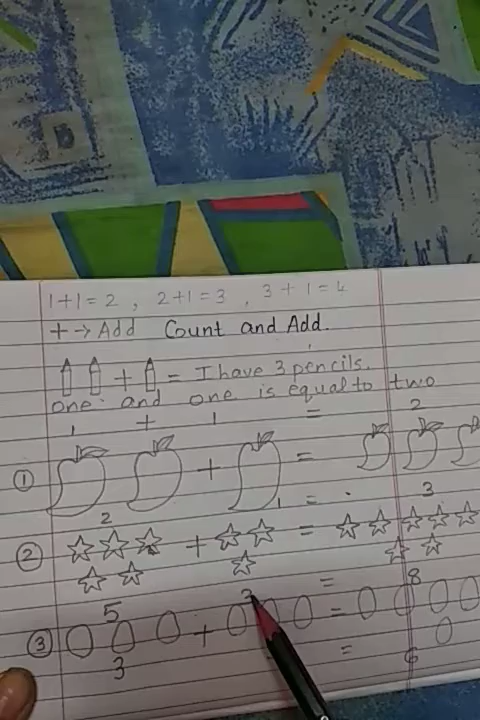 1+1=2 , 2+1=3 , 3+1=4
+ → Add Count and Add.
+ = I have 3 pencils.
one and one is equal to two
1 + 1 = 2
① + =
2 1 = 3
② + =
5 3 = 8
③ + =
3 = 6